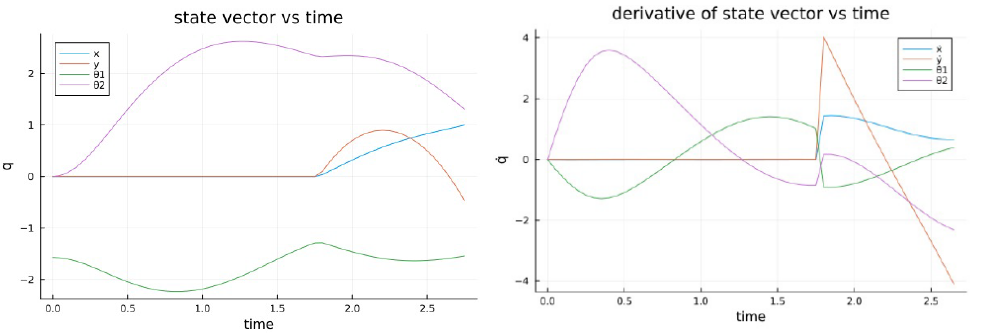 state vector vs time
x
y
θ1
θ2
2
1
0
−1
−2
q
0.0 0.5 1.0 1.5 2.0 2.5
time
derivative of state vector vs time
ẋ
ẏ
θ̇1
θ̇2
4
2
0
−2
−4
q̇
0.0 0.5 1.0 1.5 2.0 2.5
time